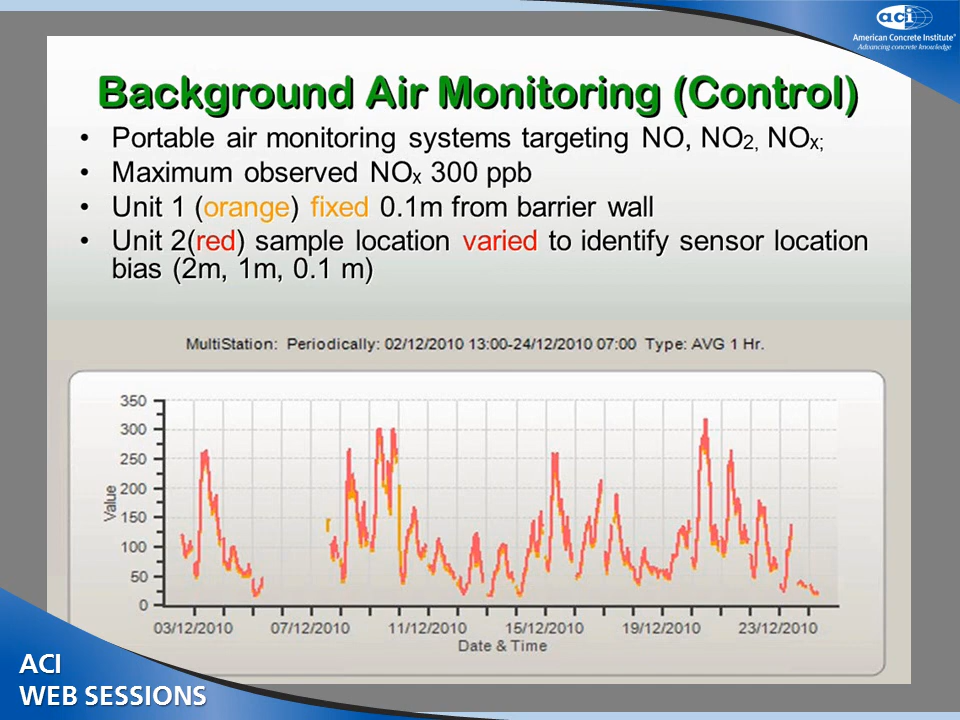 aci
American Concrete Institute®
Advancing concrete knowledge
Background Air Monitoring (Control)
• Portable air monitoring systems targeting NO, NO2, NOx;
• Maximum observed NOx 300 ppb
• Unit 1 (orange) fixed 0.1m from barrier wall
• Unit 2(red) sample location varied to identify sensor location
bias (2m, 1m, 0.1 m)
MultiStation: Periodically: 02/12/2010 13:00-24/12/2010 07:00 Type: AVG 1 Hr.
350
300
250
200
150
100
50
0
Value
03/12/2010 07/12/2010 11/12/2010 15/12/2010 19/12/2010 23/12/2010
Date & Time
ACI
WEB SESSIONS